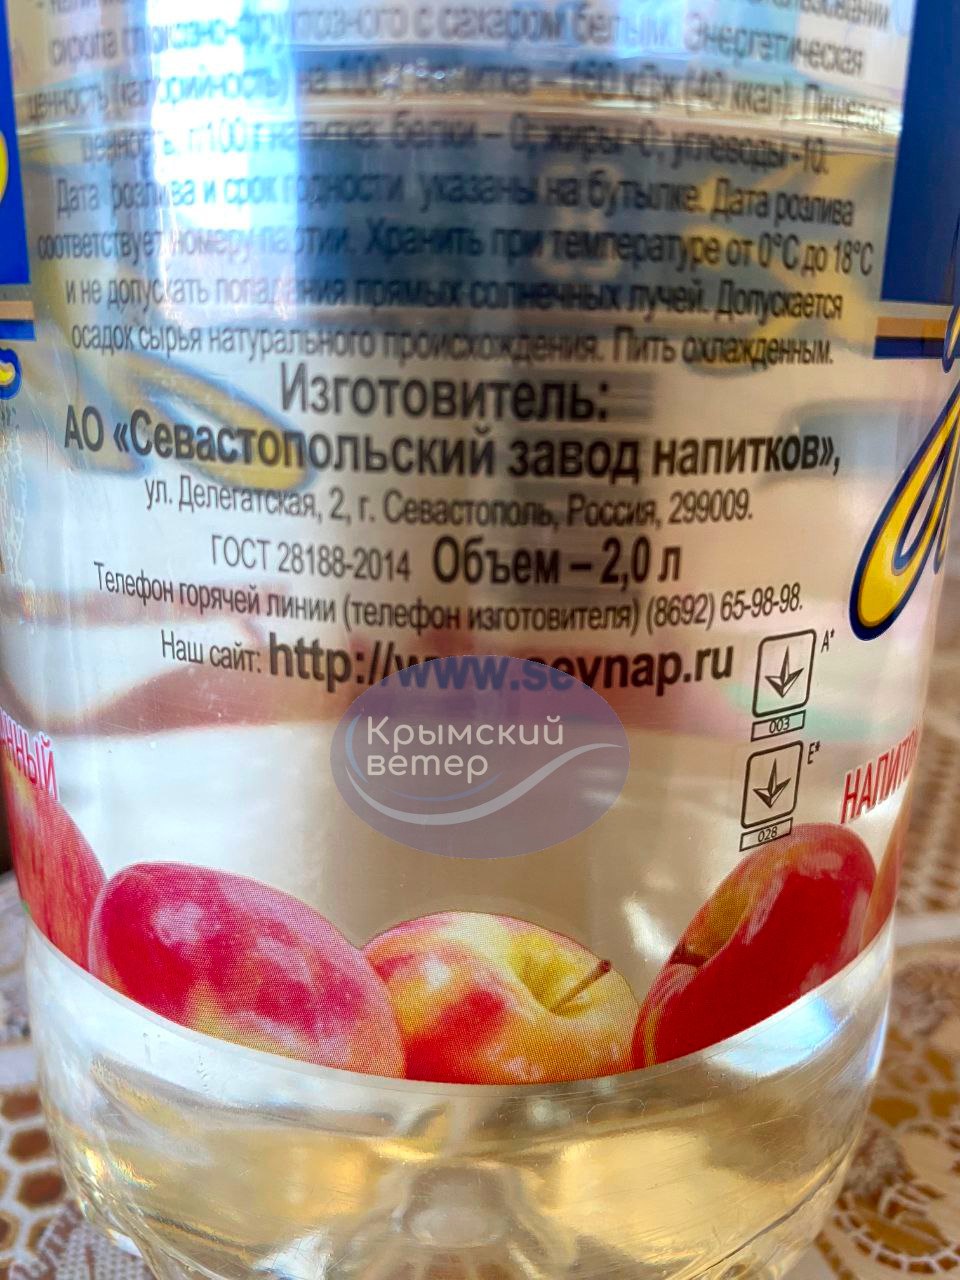 сиропа глюкозно-фруктозного с сахаром белым. Энергетическая
ценность (калорийность) на 100 г напитка – 160 кДж (40 ккал). Пищевая
ценность, г/100 г напитка: белки – 0, жиры -0, углеводы -10.
Дата розлива и срок годности указаны на бутылке. Дата розлива
соответствует номеру партии. Хранить при температуре от 0°С до 18°С
и не допускать попадания прямых солнечных лучей. Допускается
осадок сырья натурального происхождения. Пить охлажденным.
Изготовитель:
АО «Севастопольский завод напитков»,
ул. Делегатская, 2, г. Севастополь, Россия, 299009.
ГОСТ 28188-2014 Объем – 2,0 л
Телефон горячей линии (телефон изготовителя) (8692) 65-98-98.
Наш сайт: http://www.sevnap.ru
А*
003
Е*
028
Крымский
ветер